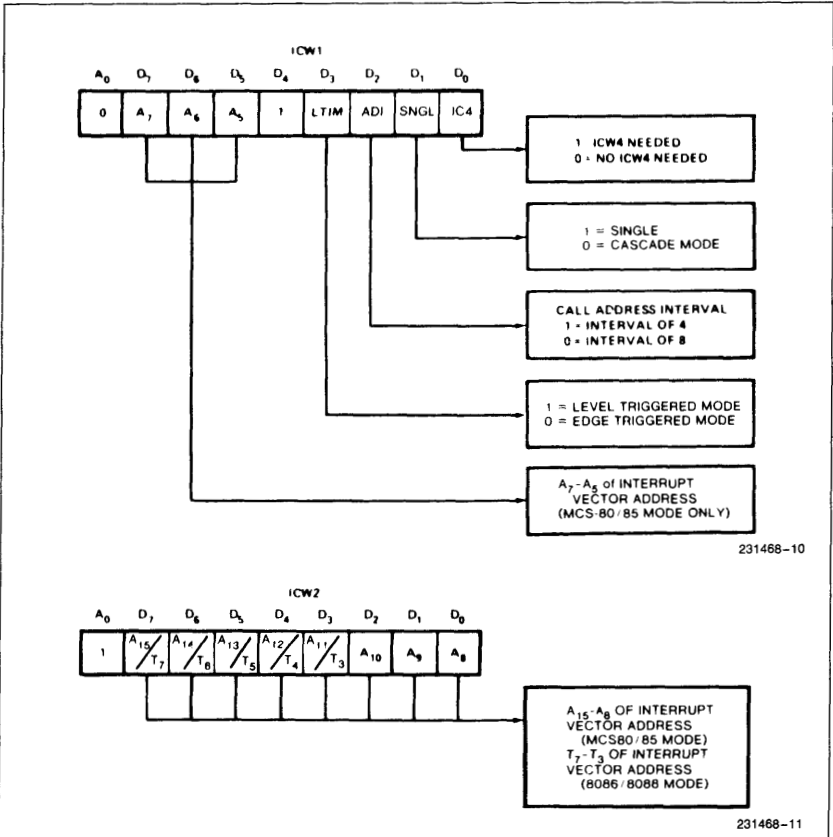 ICW1
A0 D7 D6 D5 D4 D3 D2 D1 D0
0 A7 A6 A5 1 LTIM ADI SNGL IC4
1 ICW4 NEEDED
0 = NO ICW4 NEEDED
1 = SINGLE
0 = CASCADE MODE
CALL ADDRESS INTERVAL
1 = INTERVAL OF 4
0 = INTERVAL OF 8
1 = LEVEL TRIGGERED MODE
0 = EDGE TRIGGERED MODE
A7-A5 of INTERRUPT
VECTOR ADDRESS
(MCS-80/85 MODE ONLY)
231468-10
ICW2
A0 D7 D6 D5 D4 D3 D2 D1 D0
1 A15/T7 A14/T6 A13/T5 A12/T4 A11/T3 A10 A9 A8
A15-A8 OF INTERRUPT
VECTOR ADDRESS
(MCS80/85 MODE)
T7-T3 OF INTERRUPT
VECTOR ADDRESS
(8086/8088 MODE)
231468-11